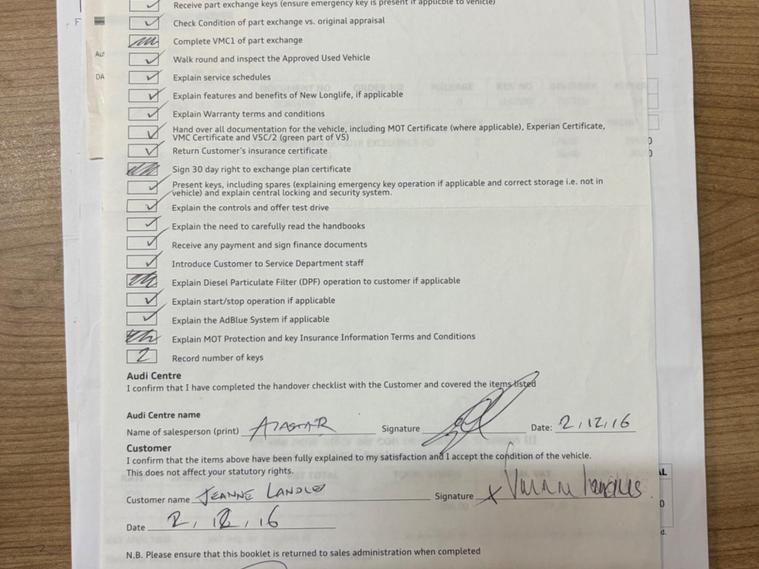 Receive part exchange keys (ensure emergency key is present if applicable to vehicle)
Check Condition of part exchange vs. original appraisal
Complete VMC1 of part exchange
Walk round and inspect the Approved Used Vehicle
Explain service schedules
Explain features and benefits of New Longlife, if applicable
Explain Warranty terms and conditions
Hand over all documentation for the vehicle, including MOT Certificate (where applicable), Experian Certificate,
VMC Certificate and V5C/2 (green part of V5)
Return Customer's insurance certificate
Sign 30 day right to exchange plan certificate
Present keys, including spares (explaining emergency key operation if applicable and correct storage i.e. not in
vehicle) and explain central locking and security system.
Explain the controls and offer test drive
Explain the need to carefully read the handbooks
Receive any payment and sign finance documents
Introduce Customer to Service Department staff
Explain Diesel Particulate Filter (DPF) operation to customer if applicable
Explain start/stop operation if applicable
Explain the AdBlue System if applicable
Explain MOT Protection and key Insurance Information Terms and Conditions
2 Record number of keys
Audi Centre
I confirm that I have completed the handover checklist with the Customer and covered the items listed
Audi Centre name
Name of salesperson (print) Signature Date: 2,12,16
Customer
I confirm that the items above have been fully explained to my satisfaction and I accept the condition of the vehicle.
This does not affect your statutory rights.
Customer name JEANNE Signature x
Date 2, 12, 16
N.B. Please ensure that this booklet is returned to sales administration when completed